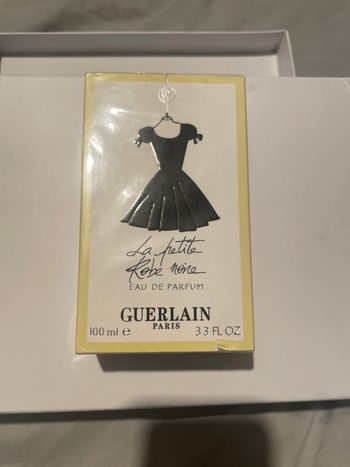 La petite
Robe noire
EAU DE PARFUM
GUERLAIN
PARIS
100 ml e 3.3 FL OZ